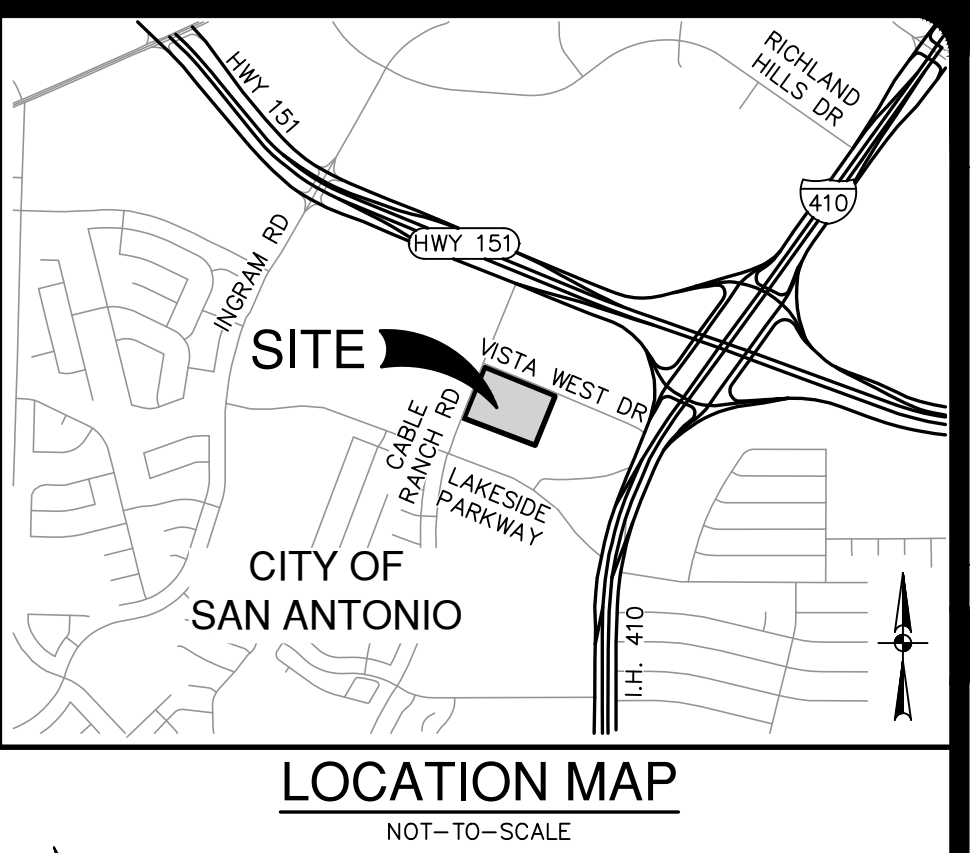 RICHLAND
HILLS DR
HWY 151
410
INGRAM RD
HWY 151
SITE
VISTA WEST DR
CABLE
RANCH RD
LAKESIDE
PARKWAY
CITY OF
SAN ANTONIO
I.H. 410
LOCATION MAP
NOT-TO-SCALE